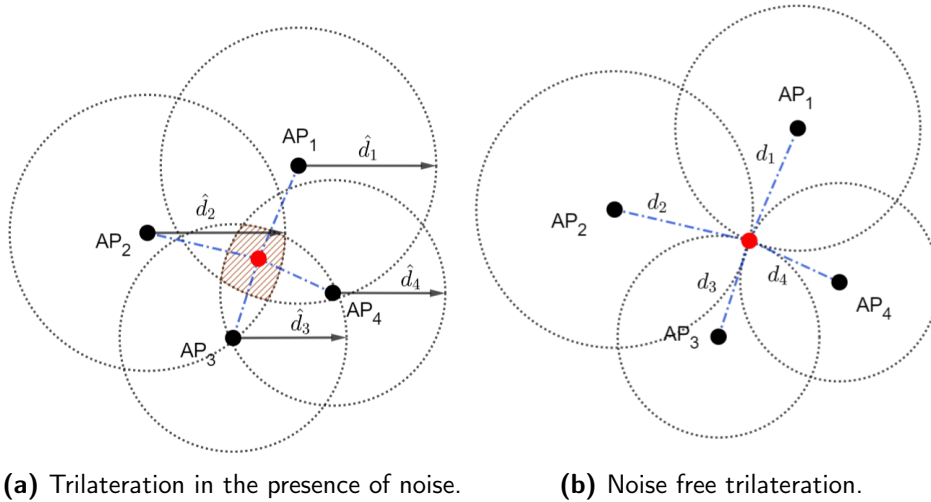 AP₁
d̂₁
d̂₂
AP₂
d̂₄
AP₄
d̂₃
AP₃
AP₁
d₁
d₂
AP₂
d₃
d₄
AP₄
AP₃
(a) Trilateration in the presence of noise.
(b) Noise free trilateration.